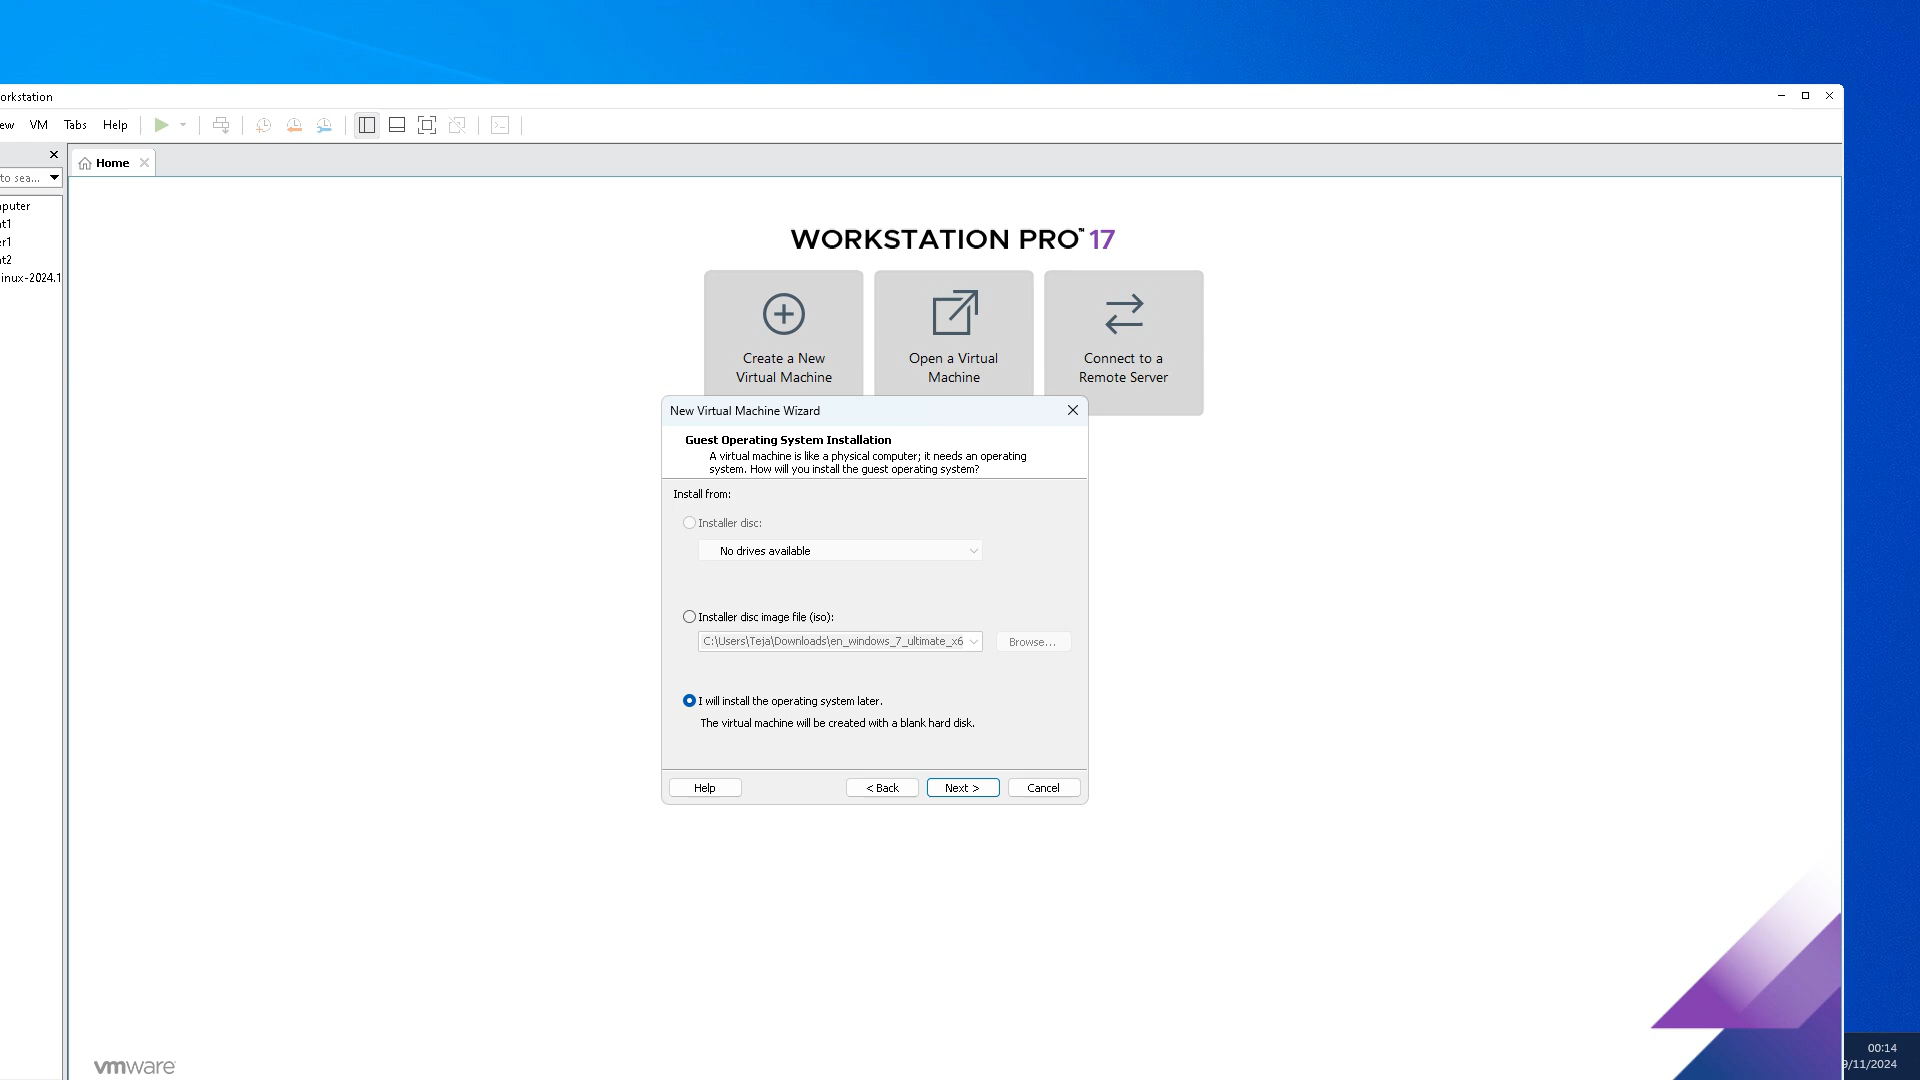 orkstation
ew VM Tabs Help
to sea...
Home
puter
t1
er1
t2
inux-2024.1
WORKSTATION PRO™ 17
Create a New
Virtual Machine
Open a Virtual
Machine
Connect to a
Remote Server
New Virtual Machine Wizard
Guest Operating System Installation
A virtual machine is like a physical computer; it needs an operating
system. How will you install the guest operating system?
Install from:
Installer disc:
No drives available
Installer disc image file (iso):
C:\Users\Teja\Downloads\en_windows_7_ultimate_x6
Browse...
I will install the operating system later.
The virtual machine will be created with a blank hard disk.
Help
< Back
Next >
Cancel
vmware
00:14
9/11/2024